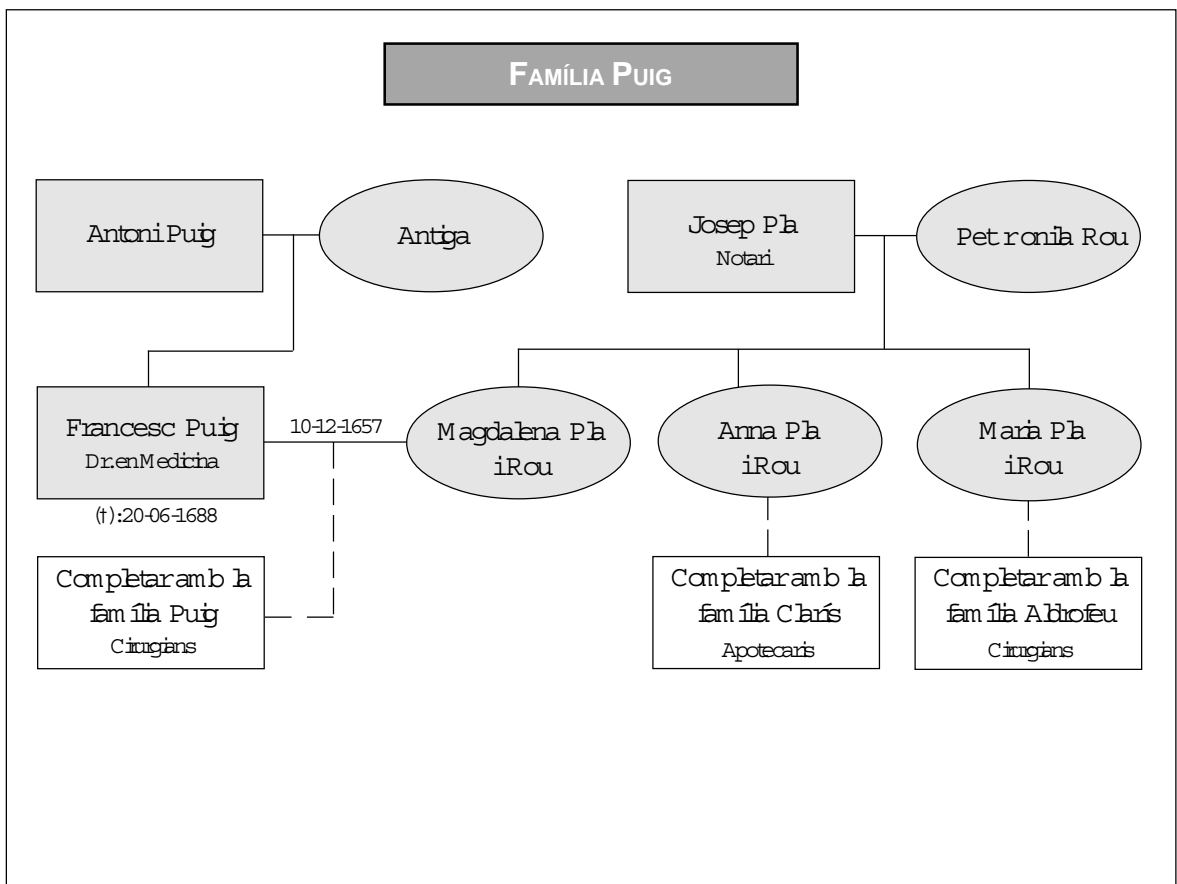 FAMÍLIA PUIG
Antoni Puig
Antiga
Josep Pla
Notari
Petronila Rou
Francesc Puig
Dr. en Medicina
(†): 20-06-1688
10-12-1657
Magdalena Pla
i Rou
Anna Pla
i Rou
Maria Pla
i Rou
Completar amb la
família Puig
Cirurgians
Completar amb la
família Clarís
Apotecaris
Completar amb la
família Aldrofeu
Cirurgians